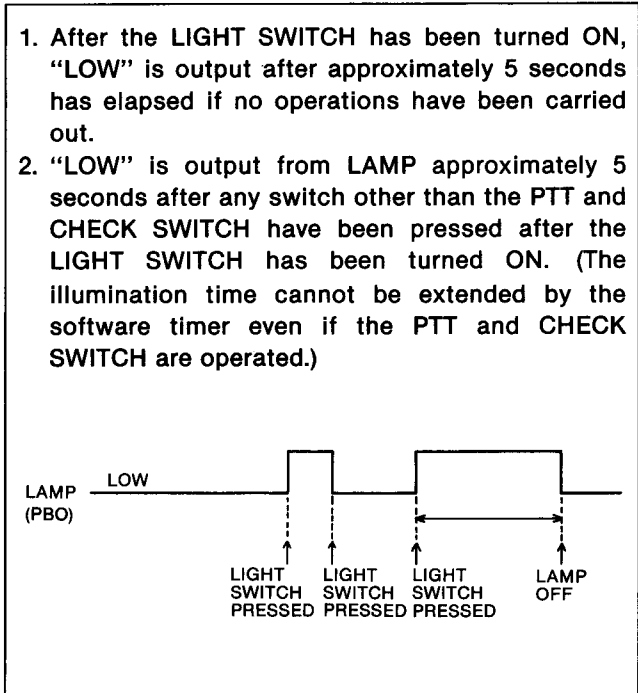 1. After the LIGHT SWITCH has been turned ON,
“LOW” is output after approximately 5 seconds
has elapsed if no operations have been carried
out.
2. “LOW” is output from LAMP approximately 5
seconds after any switch other than the PTT and
CHECK SWITCH have been pressed after the
LIGHT SWITCH has been turned ON. (The
illumination time cannot be extended by the
software timer even if the PTT and CHECK
SWITCH are operated.)
LAMP LOW
(PBO)
LIGHT LIGHT LIGHT LAMP
SWITCH SWITCH SWITCH OFF
PRESSED PRESSED PRESSED